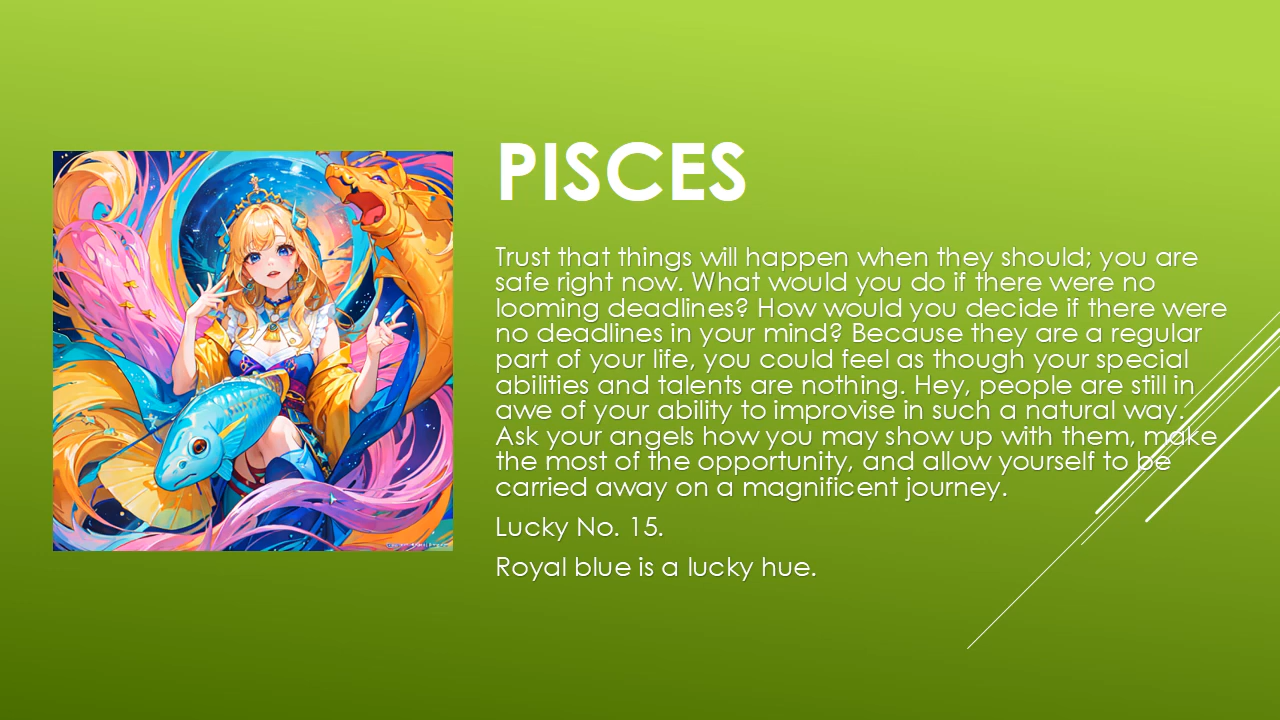 PISCES
Trust that things will happen when they should; you are
safe right now. What would you do if there were no
looming deadlines? How would you decide if there were
no deadlines in your mind? Because they are a regular
part of your life, you could feel as though your special
abilities and talents are nothing. Hey, people are still in
awe of your ability to improvise in such a natural way.
Ask your angels how you may show up with them, make
the most of the opportunity, and allow yourself to be
carried away on a magnificent journey.
Lucky No. 15.
Royal blue is a lucky hue.